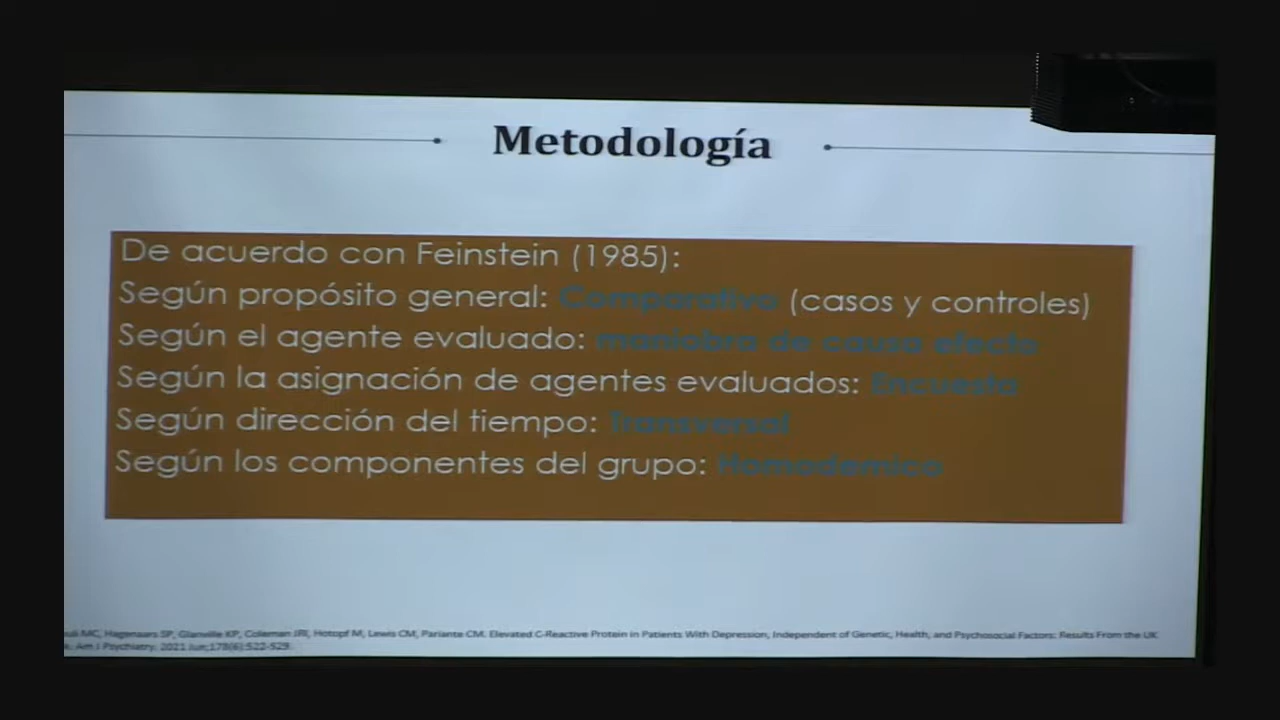 Metodología
De acuerdo con Feinstein (1985):
Según propósito general: Comparativo (casos y controles)
Según el agente evaluado: maniobra de causa efecto
Según la asignación de agentes evaluados: Encuesta
Según dirección del tiempo: Transversal
Según los componentes del grupo: Homodemico
MC, Hagenaars SP, Glanville KP, Coleman JRI, Hotopf M, Lewis CM, Pariante CM. Elevated C-Reactive Protein in Patients With Depression, Independent of Genetic, Health, and Psychosocial Factors: Results From the UK
Am J Psychiatry. 2021 Jun;178(6):522-529.